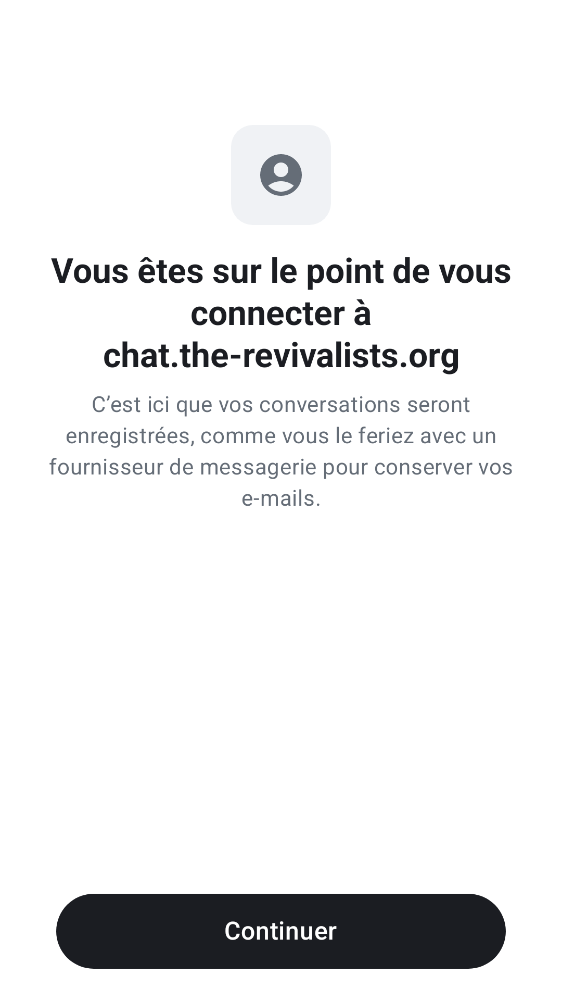 Vous êtes sur le point de vous
connecter à
chat.the-revivalists.org
C’est ici que vos conversations seront
enregistrées, comme vous le feriez avec un
fournisseur de messagerie pour conserver vos
e-mails.
Continuer